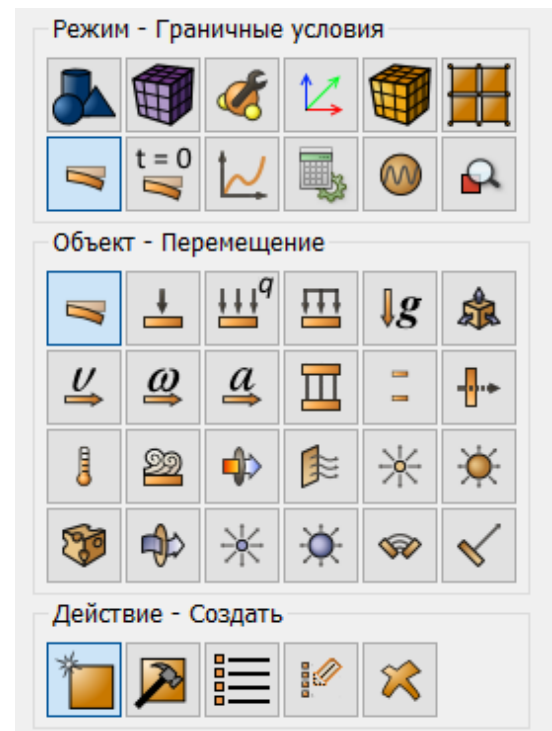 Режим - Граничные условия
t = 0
Объект - Перемещение
q
g
υ ω a
Действие - Создать